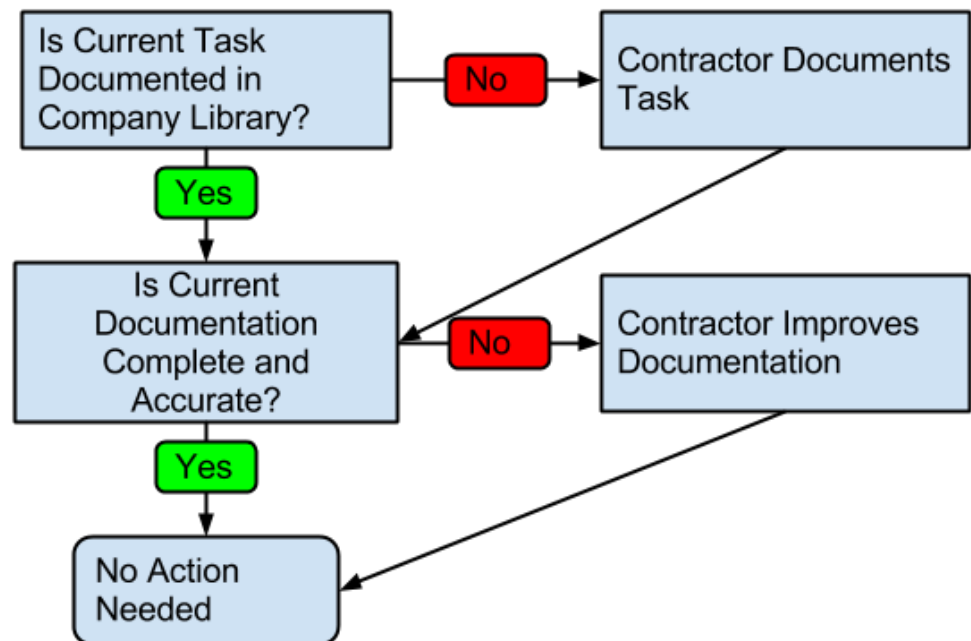 Is Current Task
Documented in
Company Library?
No
Contractor Documents
Task
Yes
Is Current
Documentation
Complete and
Accurate?
No
Contractor Improves
Documentation
Yes
No Action
Needed